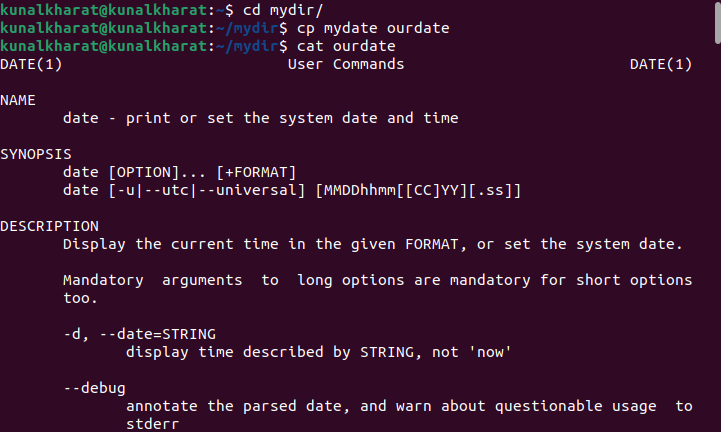 kunalkharat@kunalkharat:~$ cd mydir/
kunalkharat@kunalkharat:~/mydir$ cp mydate ourdate
kunalkharat@kunalkharat:~/mydir$ cat ourdate
DATE(1)                          User Commands                         DATE(1)
NAME
       date - print or set the system date and time
SYNOPSIS
       date [OPTION]... [+FORMAT]
       date [-u|--utc|--universal] [MMDDhhmm[[CC]YY][.ss]]
DESCRIPTION
       Display the current time in the given FORMAT, or set the system date.
       Mandatory  arguments  to  long options are mandatory for short options
       too.
       -d, --date=STRING
              display time described by STRING, not 'now'
       --debug
              annotate the parsed date, and warn about questionable usage  to
              stderr